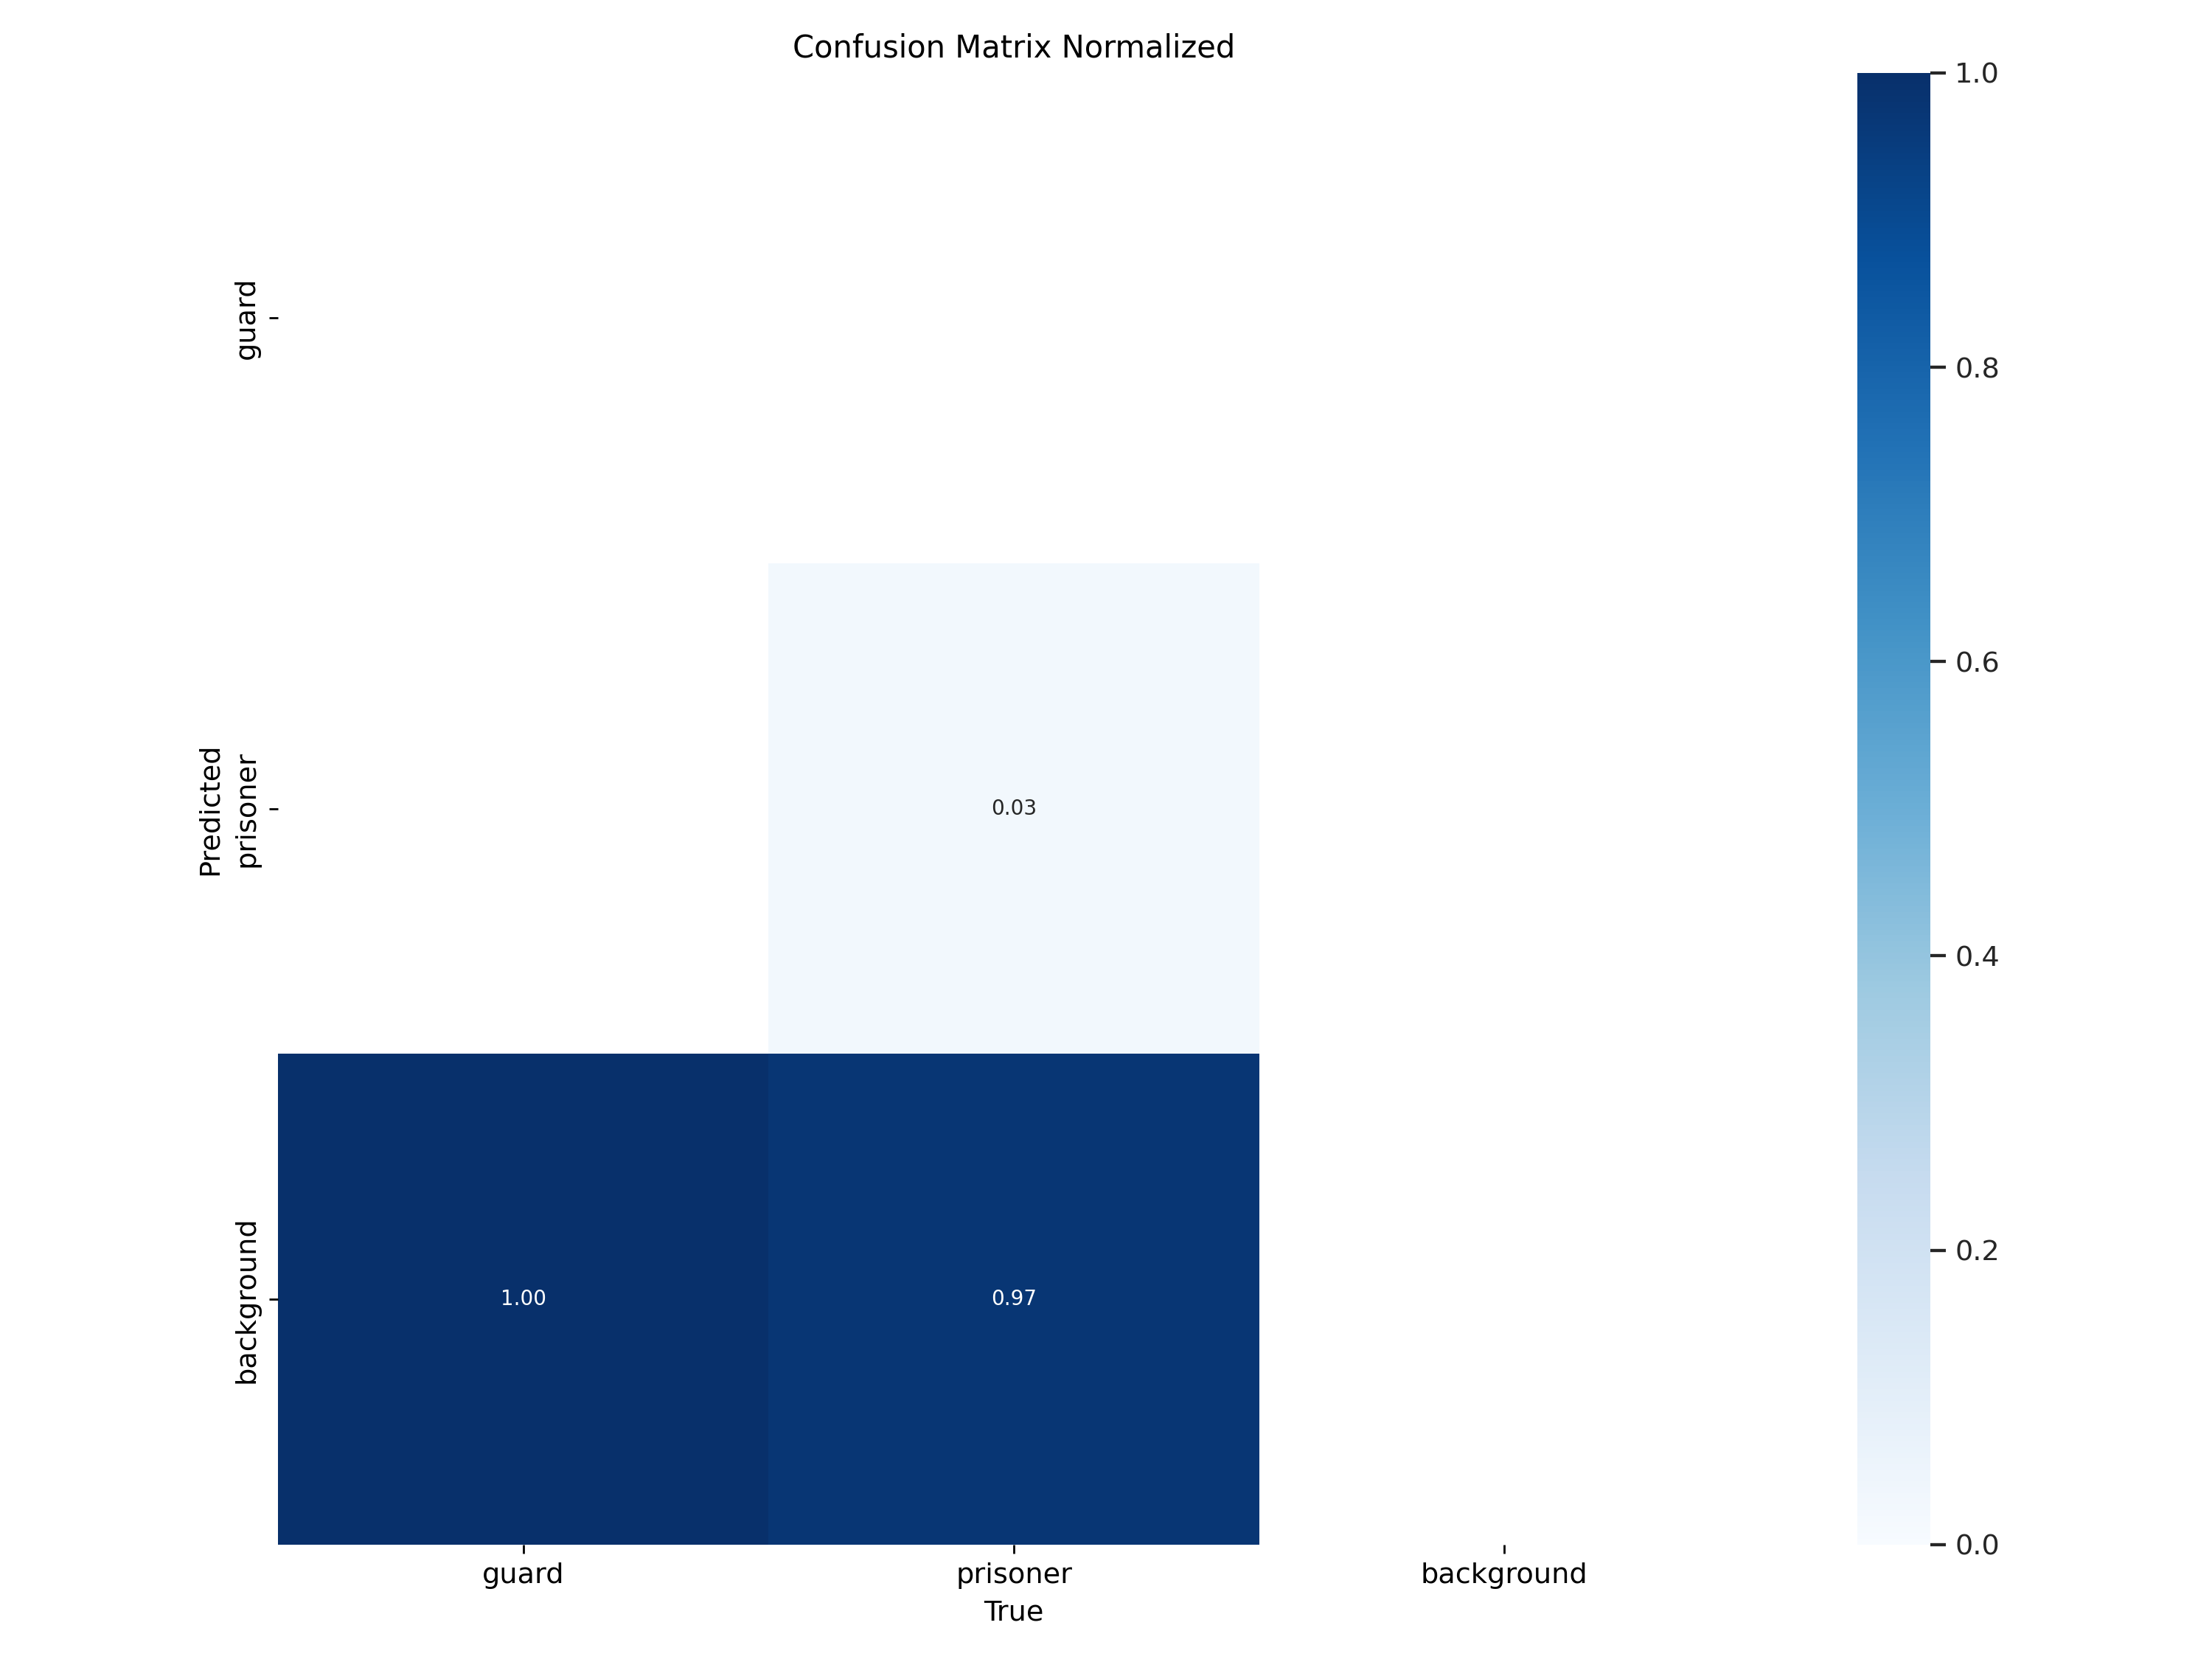 Confusion Matrix Normalized
1.0
0.8
0.6
0.4
0.2
0.0
Predicted
guard
prisoner
background
0.03
1.00
0.97
guard
prisoner
background
True